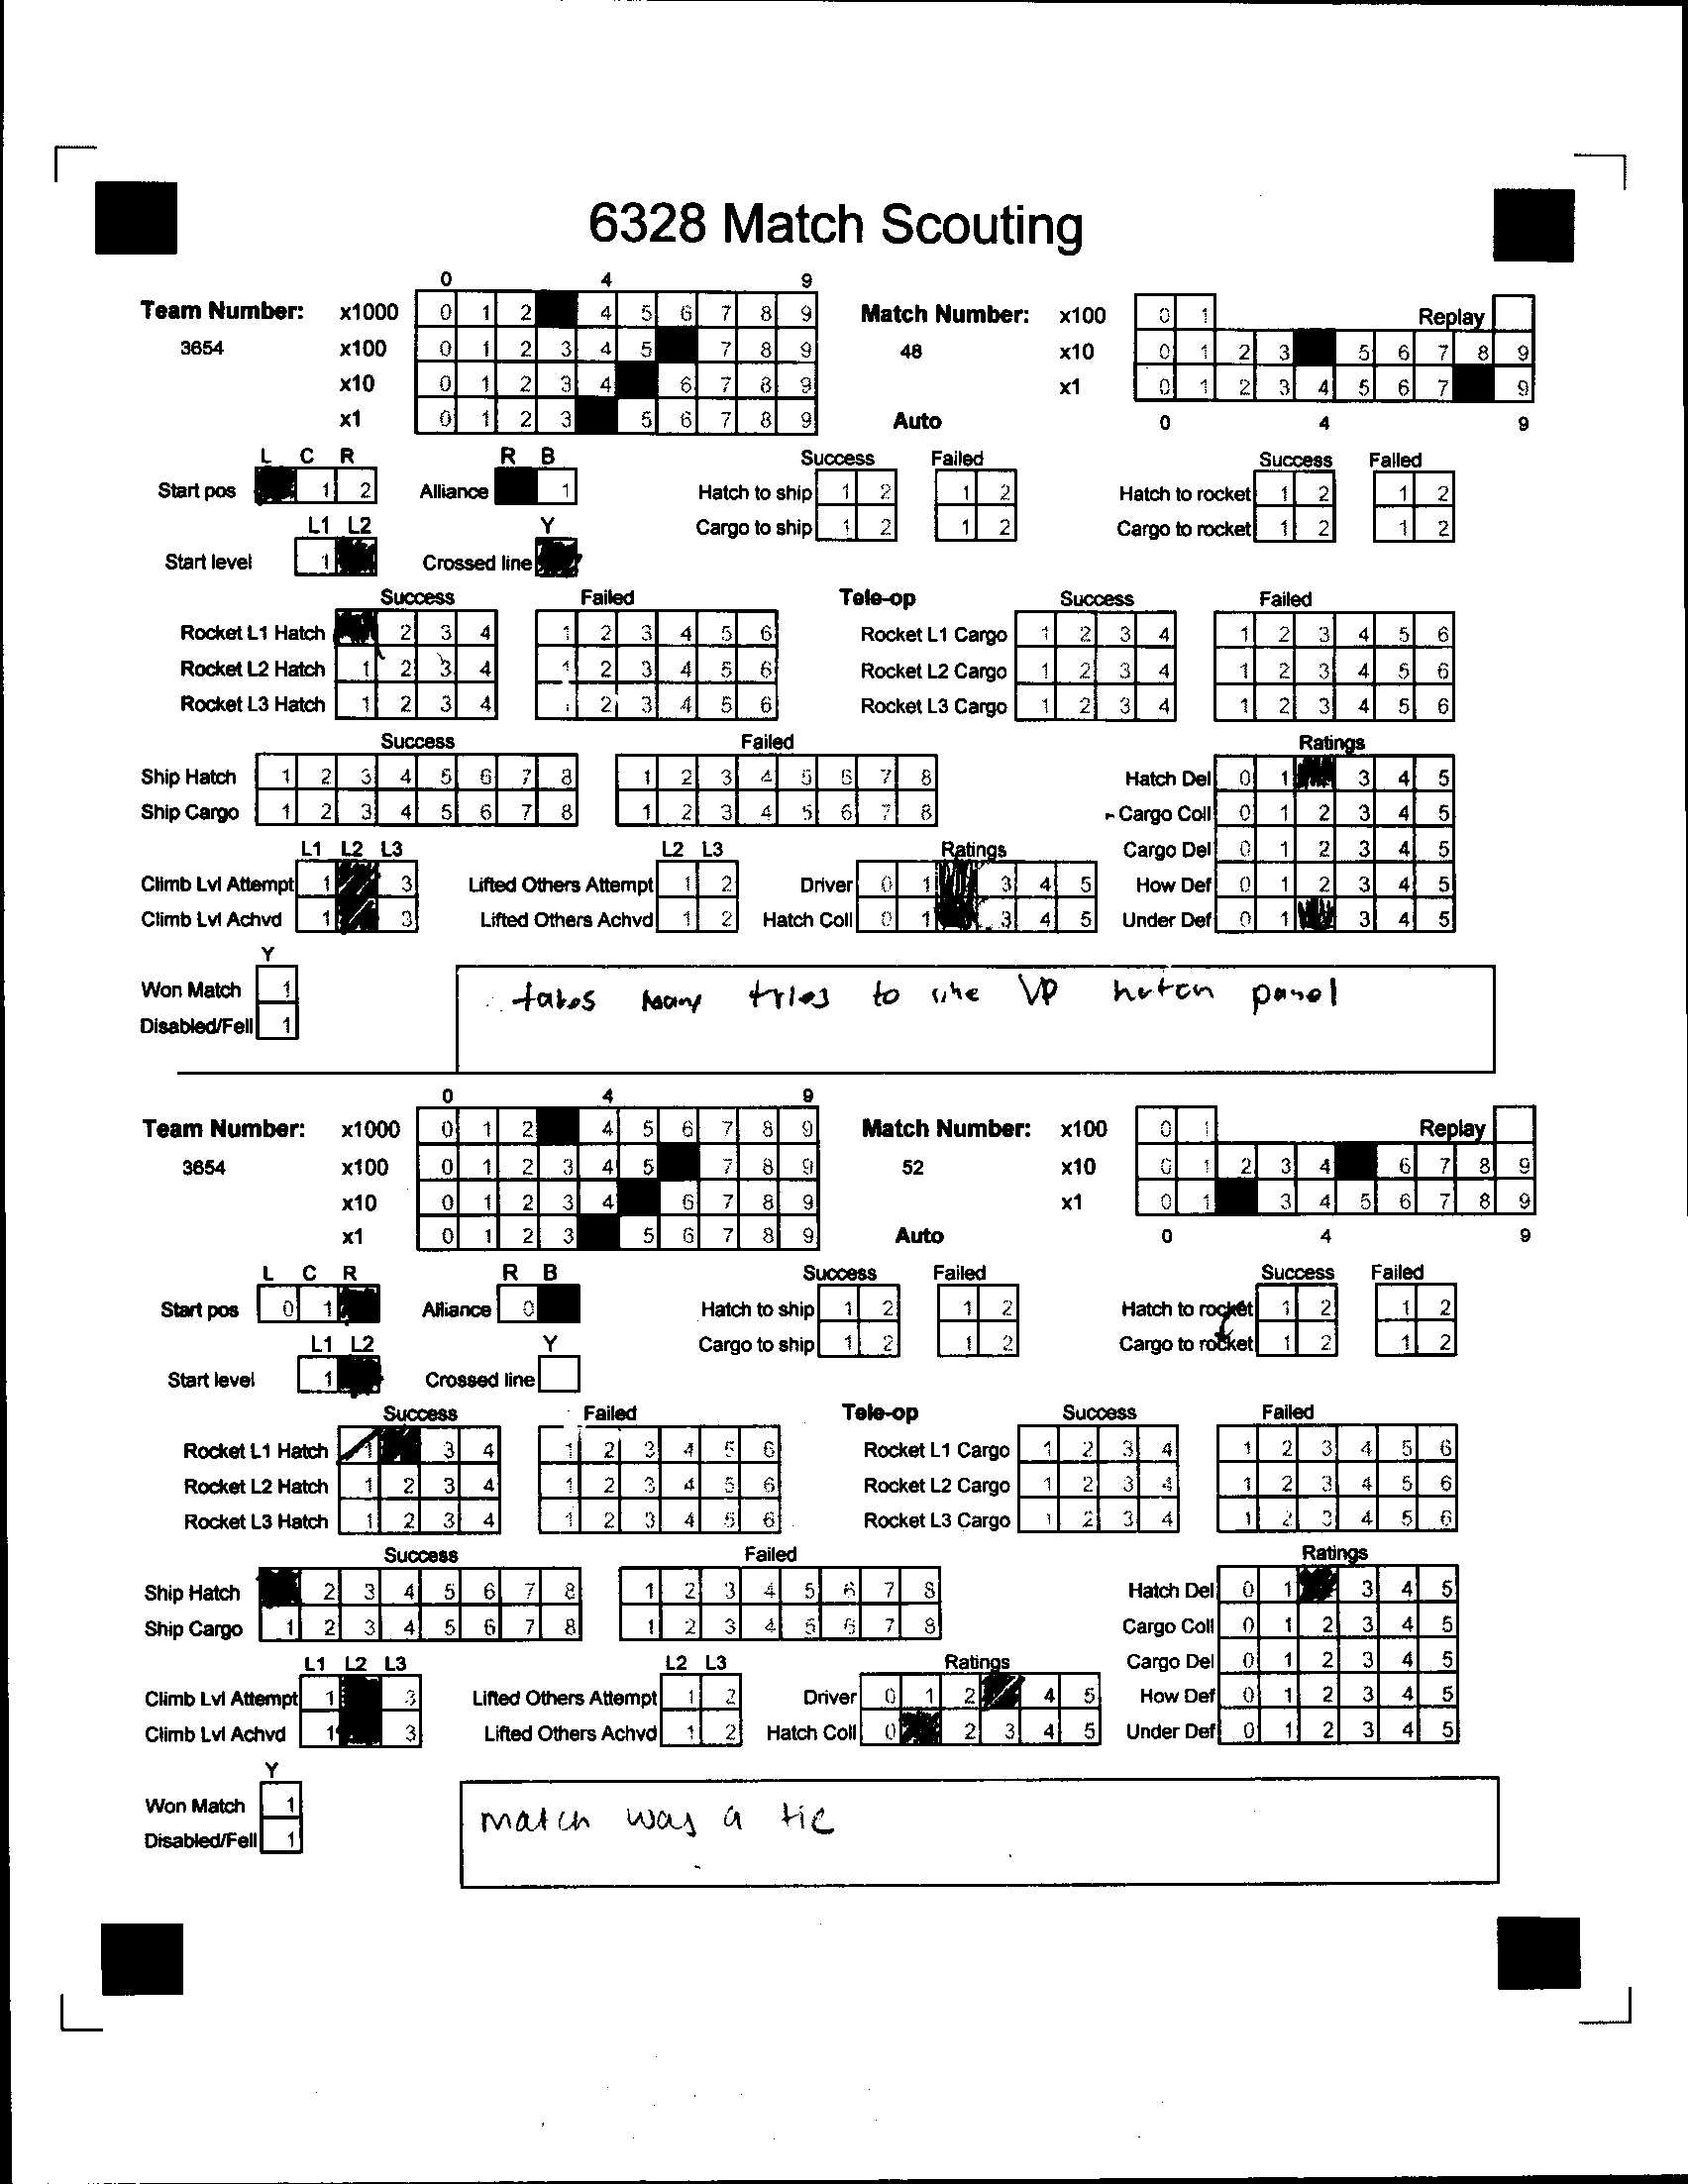 6328 Match Scouting
0 4 9
Team Number: x1000 0 1 2 4 5 6 7 8 9 Match Number: x100 0 1 Replay
3654 x100 0 1 2 3 4 5 7 8 9 48 x10 0 1 2 3 5 6 7 8 9
x10 0 1 2 3 4 6 7 8 9 x1 0 1 2 3 4 5 6 7 9
x1 0 1 2 3 5 6 7 8 9 Auto 0 4 9
L C R R B Success Failed Success Failed
Start pos 1 2 Alliance 1 Hatch to ship 1 2 1 2 Hatch to rocket 1 2 1 2
L1 L2 Y Cargo to ship 1 2 1 2 Cargo to rocket 1 2 1 2
Start level 1 Crossed line
Success Failed Tele-op Success Failed
Rocket L1 Hatch 2 3 4 1 2 3 4 5 6 Rocket L1 Cargo 1 2 3 4 1 2 3 4 5 6
Rocket L2 Hatch 1 2 3 4 1 2 3 4 5 6 Rocket L2 Cargo 1 2 3 4 1 2 3 4 5 6
Rocket L3 Hatch 1 2 3 4 2 3 4 5 6 Rocket L3 Cargo 1 2 3 4 1 2 3 4 5 6
Success Failed Ratings
Ship Hatch 1 2 3 4 5 6 7 8 1 2 3 4 5 6 7 8 Hatch Del 0 1 3 4 5
Ship Cargo 1 2 3 4 5 6 7 8 1 2 3 4 5 6 7 8 Cargo Coll 0 1 2 3 4 5
L1 L2 L3 L2 L3 Ratings Cargo Del 0 1 2 3 4 5
Climb Lvl Attempt 1 3 Lifted Others Attempt 1 2 Driver 0 1 3 4 5 How Def 0 1 2 3 4 5
Climb Lvl Achvd 1 3 Lifted Others Achvd 1 2 Hatch Coll 0 1 3 4 5 Under Def 0 1 3 4 5
Y
Won Match 1 takes many tries to line up hatch panel
Disabled/Fell 1
0 4 9
Team Number: x1000 0 1 2 4 5 6 7 8 9 Match Number: x100 0 1 Replay
3654 x100 0 1 2 3 4 5 7 8 9 52 x10 0 1 2 3 4 6 7 8 9
x10 0 1 2 3 4 6 7 8 9 x1 0 1 3 4 5 6 7 8 9
x1 0 1 2 3 5 6 7 8 9 Auto 0 4 9
L C R R B Success Failed Success Failed
Start pos 0 1 Alliance 0 Hatch to ship 1 2 1 2 Hatch to rocket 1 2 1 2
L1 L2 Y Cargo to ship 1 2 1 2 Cargo to rocket 1 2 1 2
Start level 1 Crossed line
Success Failed Tele-op Success Failed
Rocket L1 Hatch 1 3 4 1 2 3 4 5 6 Rocket L1 Cargo 1 2 3 4 1 2 3 4 5 6
Rocket L2 Hatch 1 2 3 4 1 2 3 4 5 6 Rocket L2 Cargo 1 2 3 4 1 2 3 4 5 6
Rocket L3 Hatch 1 2 3 4 1 2 3 4 5 6 Rocket L3 Cargo 1 2 3 4 1 2 3 4 5 6
Success Failed Ratings
Ship Hatch 2 3 4 5 6 7 8 1 2 3 4 5 6 7 8 Hatch Del 0 1 3 4 5
Ship Cargo 1 2 3 4 5 6 7 8 1 2 3 4 5 6 7 8 Cargo Coll 0 1 2 3 4 5
L1 L2 L3 L2 L3 Ratings Cargo Del 0 1 2 3 4 5
Climb Lvl Attempt 1 3 Lifted Others Attempt 1 2 Driver 0 1 2 4 5 How Def 0 1 2 3 4 5
Climb Lvl Achvd 1 3 Lifted Others Achvd 1 2 Hatch Coll 0 2 3 4 5 Under Def 0 1 2 3 4 5
Y
Won Match 1 match was a tie
Disabled/Fell 1